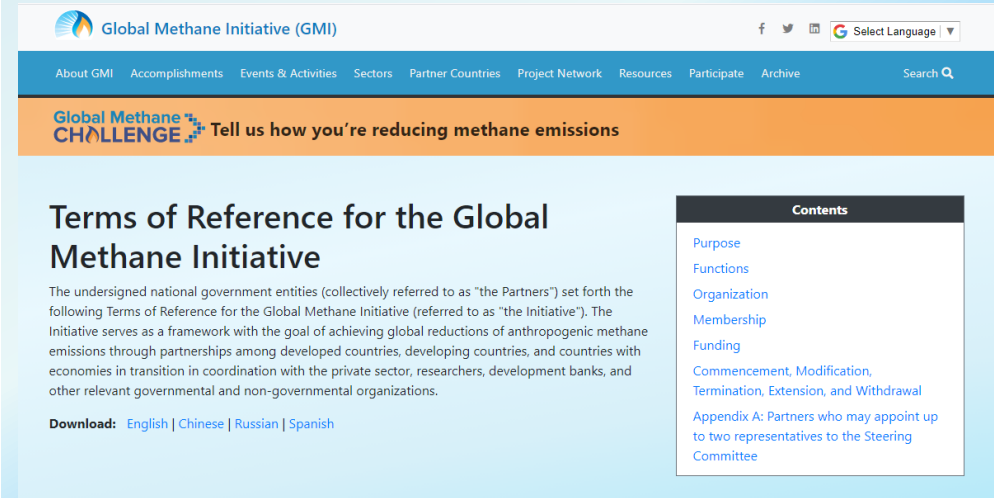 Global Methane Initiative (GMI)
Select Language ▼
About GMI Accomplishments Events & Activities Sectors Partner Countries Project Network Resources Participate Archive Search
Global Methane
CHALLENGE
Tell us how you're reducing methane emissions
Terms of Reference for the Global
Methane Initiative
The undersigned national government entities (collectively referred to as "the Partners") set forth the
following Terms of Reference for the Global Methane Initiative (referred to as "the Initiative"). The
Initiative serves as a framework with the goal of achieving global reductions of anthropogenic methane
emissions through partnerships among developed countries, developing countries, and countries with
economies in transition in coordination with the private sector, researchers, development banks, and
other relevant governmental and non-governmental organizations.
Download: English | Chinese | Russian | Spanish
Contents
Purpose
Functions
Organization
Membership
Funding
Commencement, Modification,
Termination, Extension, and Withdrawal
Appendix A: Partners who may appoint up
to two representatives to the Steering
Committee